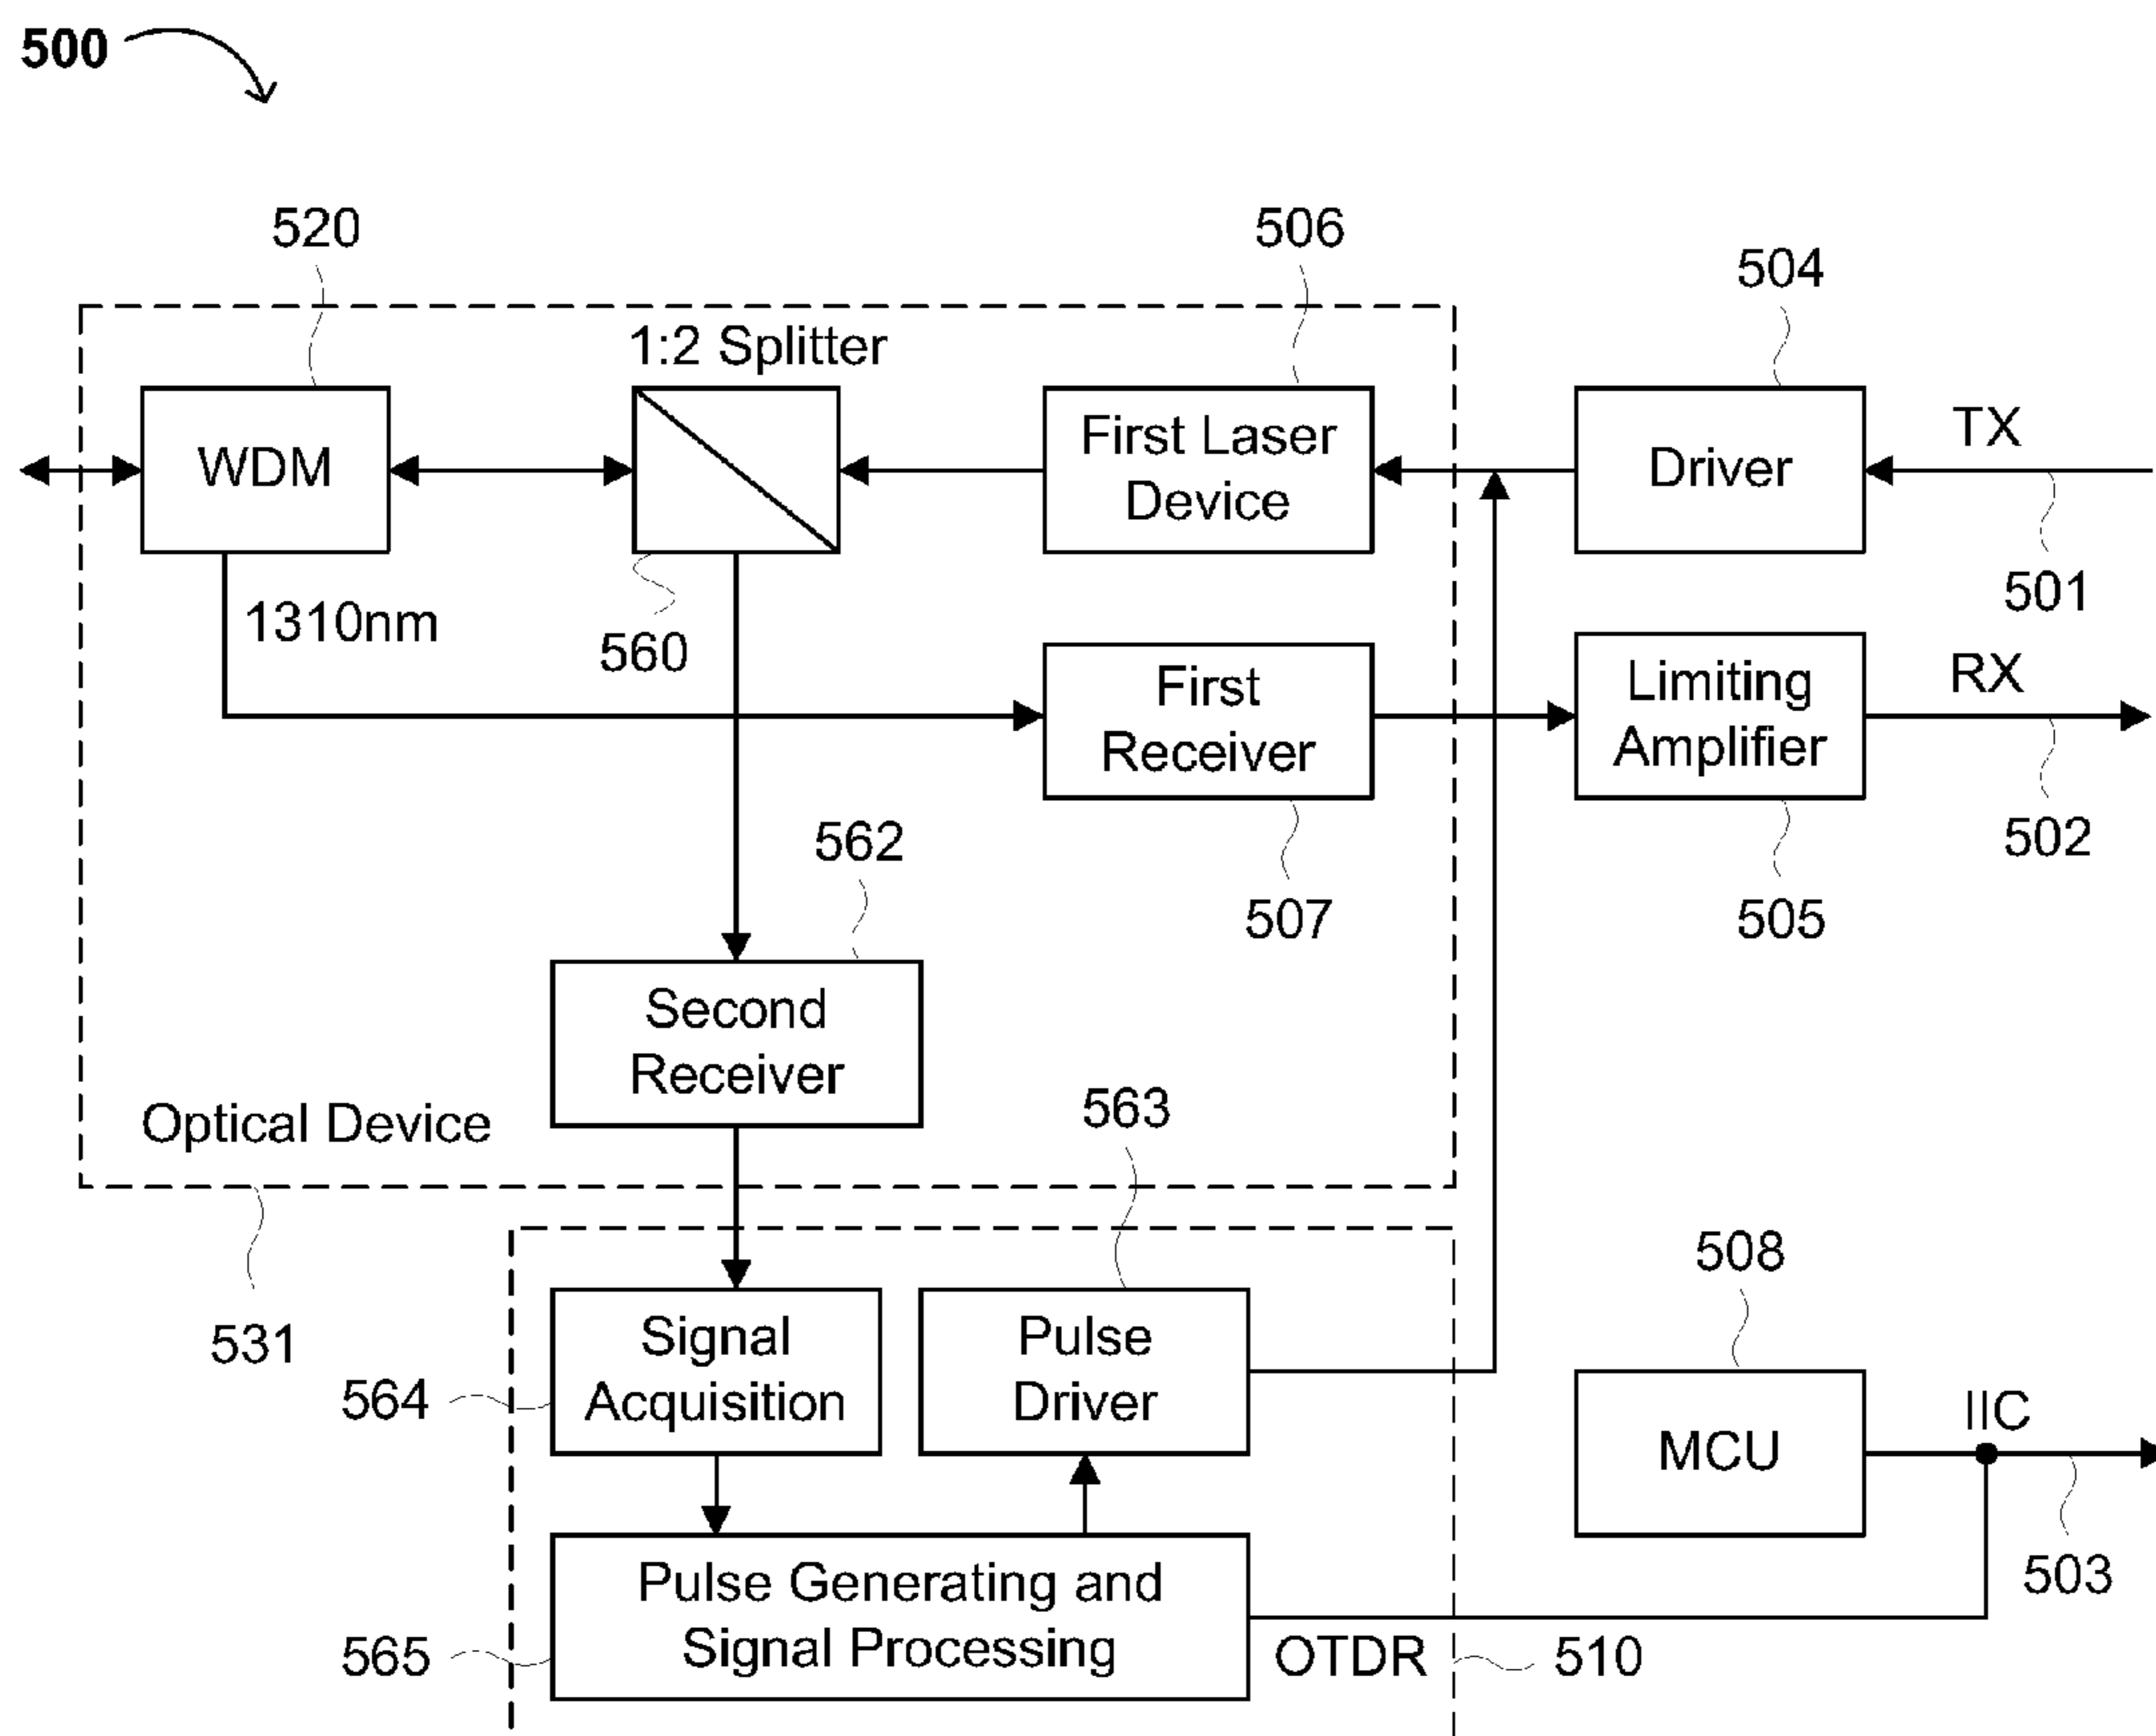 500
520
506
504
1:2 Splitter
WDM
First Laser
Device
Driver
TX
501
1310nm
560
First
Receiver
Limiting
Amplifier
RX
502
562
507
505
Second
Receiver
Optical Device
563
531
508
Signal
Acquisition
564
Pulse
Driver
MCU
IIC
503
Pulse Generating and
Signal Processing
565
OTDR
510